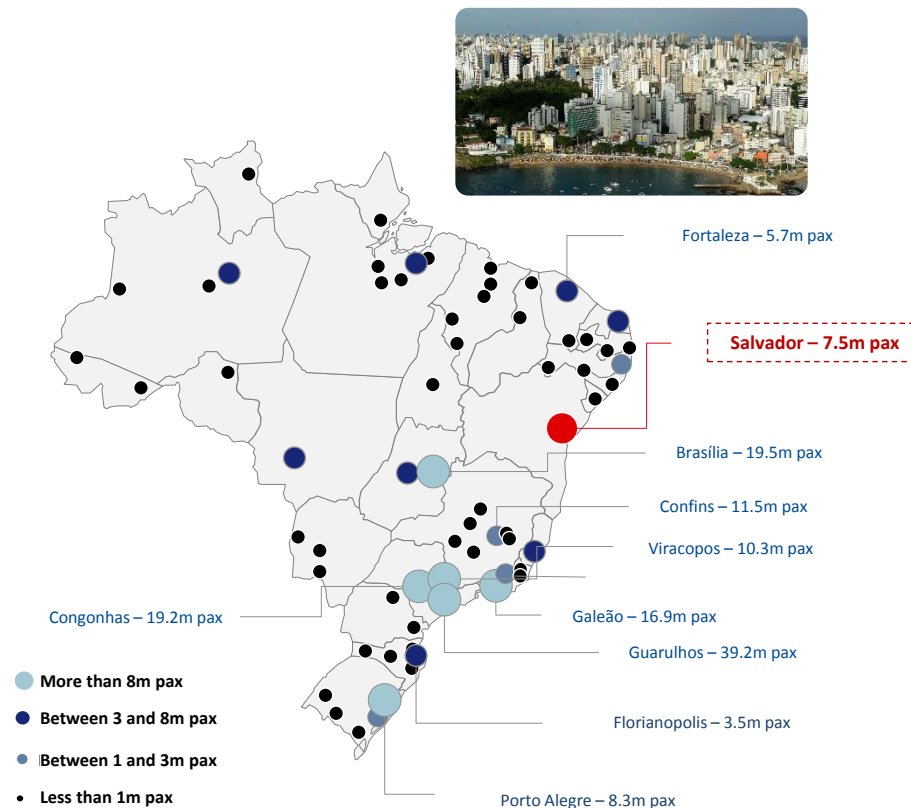 Fortaleza – 5.7m pax
Salvador – 7.5m pax
Brasília – 19.5m pax
Confins – 11.5m pax
Viracopos – 10.3m pax
Congonhas – 19.2m pax
Galeão – 16.9m pax
Guarulhos – 39.2m pax
More than 8m pax
Between 3 and 8m pax
Florianopolis – 3.5m pax
Between 1 and 3m pax
Less than 1m pax
Porto Alegre – 8.3m pax